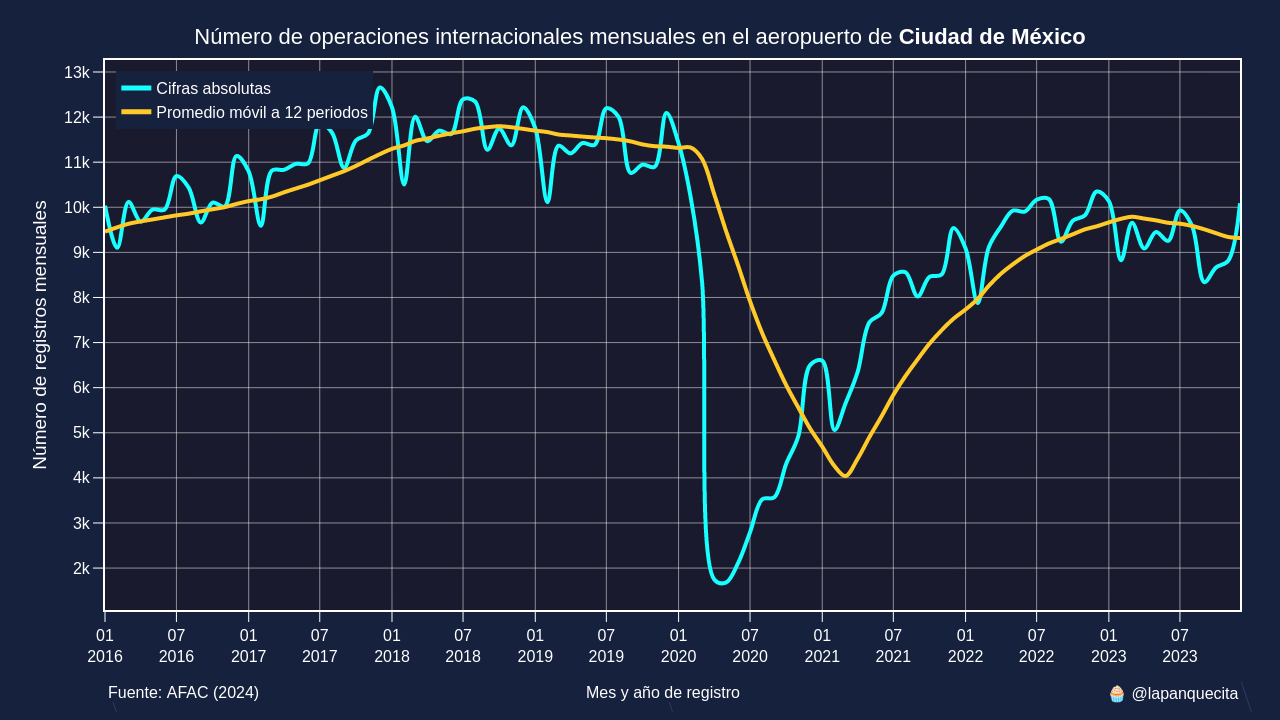 Número de operaciones internacionales mensuales en el aeropuerto de Ciudad de México
Cifras absolutas
Promedio móvil a 12 periodos
Número de registros mensuales
13k
12k
11k
10k
9k
8k
7k
6k
5k
4k
3k
2k
01 07 01 07 01 07 01 07 01 07 01 07 01 07 01 07
2016 2016 2017 2017 2018 2018 2019 2019 2020 2020 2021 2021 2022 2022 2023 2023
Fuente: AFAC (2024) Mes y año de registro 🧁 @lapanquecita